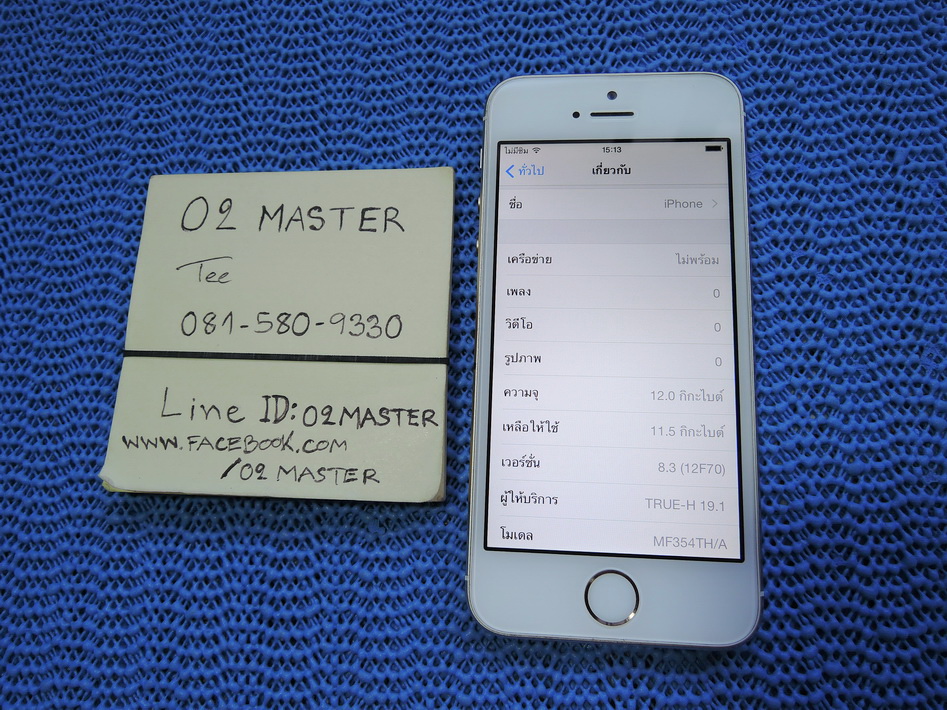 O2 MASTER
Tee
081-580-9330
Line ID: O2MASTER
WWW.FACEBOOK.COM
/O2 MASTER
ไม่มีซิม 15:13
ทั่วไป เกี่ยวกับ
ชื่อ iPhone
เครือข่าย ไม่พร้อม
เพลง 0
วิดีโอ 0
รูปภาพ 0
ความจุ 12.0 กิกะไบต์
เหลือให้ใช้ 11.5 กิกะไบต์
เวอร์ชั่น 8.3 (12F70)
ผู้ให้บริการ TRUE-H 19.1
โมเดล MF354TH/A